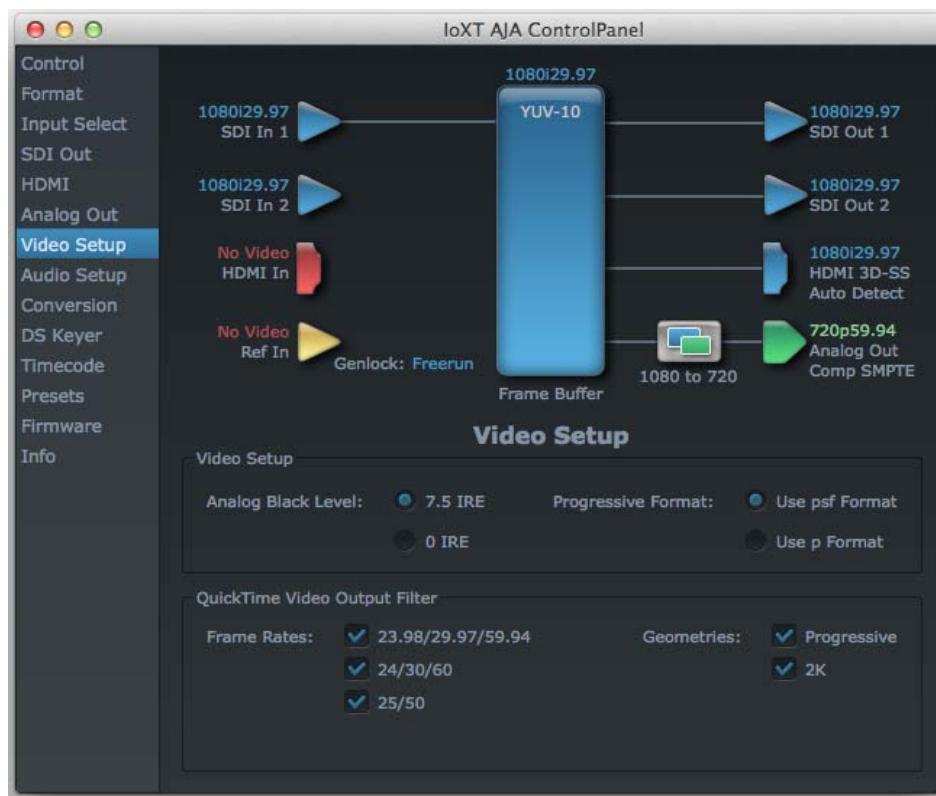 IoXT AJA ControlPanel
Control
Format
Input Select
SDI Out
HDMI
Analog Out
Video Setup
Audio Setup
Conversion
DS Keyer
Timecode
Presets
Firmware
Info
1080i29.97
YUV-10
Frame Buffer
1080i29.97
SDI In 1
1080i29.97
SDI In 2
No Video
HDMI In
No Video
Ref In
Genlock: Freerun
1080i29.97
SDI Out 1
1080i29.97
SDI Out 2
1080i29.97
HDMI 3D-SS
Auto Detect
1080 to 720
720p59.94
Analog Out
Comp SMPTE
Video Setup
Video Setup
Analog Black Level:
7.5 IRE
0 IRE
Progressive Format:
Use psf Format
Use p Format
QuickTime Video Output Filter
Frame Rates:
23.98/29.97/59.94
24/30/60
25/50
Geometries:
Progressive
2K